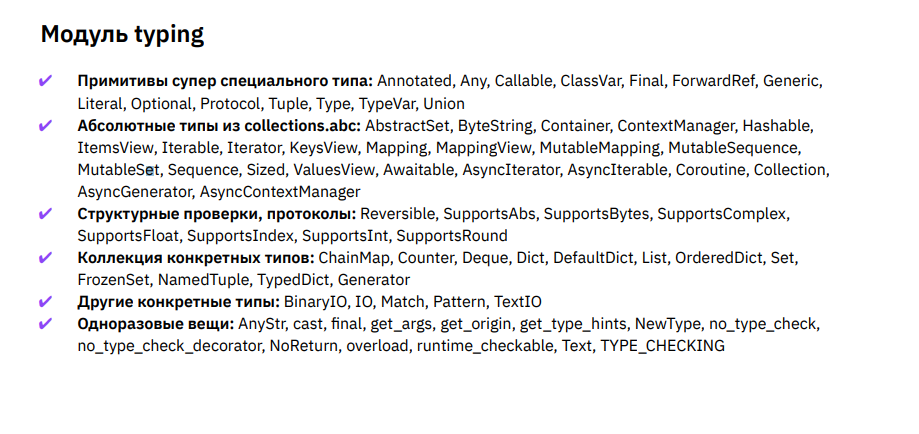 Модуль typing
✔ Примитивы супер специального типа: Annotated, Any, Callable, ClassVar, Final, ForwardRef, Generic,
Literal, Optional, Protocol, Tuple, Type, TypeVar, Union
✔ Абсолютные типы из collections.abc: AbstractSet, ByteString, Container, ContextManager, Hashable,
ItemsView, Iterable, Iterator, KeysView, Mapping, MappingView, MutableMapping, MutableSequence,
MutableSet, Sequence, Sized, ValuesView, Awaitable, AsyncIterator, AsyncIterable, Coroutine, Collection,
AsyncGenerator, AsyncContextManager
✔ Структурные проверки, протоколы: Reversible, SupportsAbs, SupportsBytes, SupportsComplex,
SupportsFloat, SupportsIndex, SupportsInt, SupportsRound
✔ Коллекция конкретных типов: ChainMap, Counter, Deque, Dict, DefaultDict, List, OrderedDict, Set,
FrozenSet, NamedTuple, TypedDict, Generator
✔ Другие конкретные типы: BinaryIO, IO, Match, Pattern, TextIO
✔ Одноразовые вещи: AnyStr, cast, final, get_args, get_origin, get_type_hints, NewType, no_type_check,
no_type_check_decorator, NoReturn, overload, runtime_checkable, Text, TYPE_CHECKING